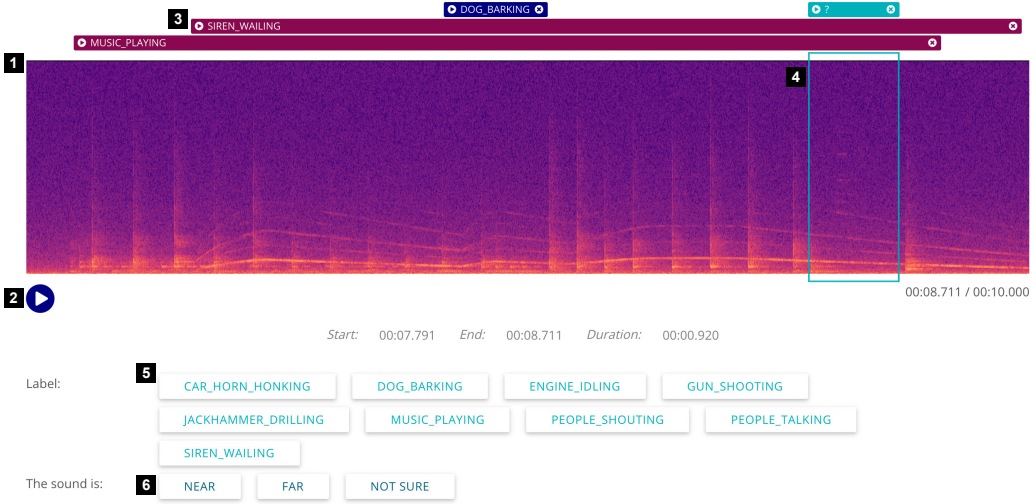 DOG_BARKING
?
3
SIREN_WAILING
MUSIC_PLAYING
1
4
2
00:08.711 / 00:10.000
Start: 00:07.791 End: 00:08.711 Duration: 00:00.920
Label:
5
CAR_HORN_HONKING DOG_BARKING ENGINE_IDLING GUN_SHOOTING
JACKHAMMER_DRILLING MUSIC_PLAYING PEOPLE_SHOUTING PEOPLE_TALKING
SIREN_WAILING
The sound is:
6
NEAR FAR NOT SURE